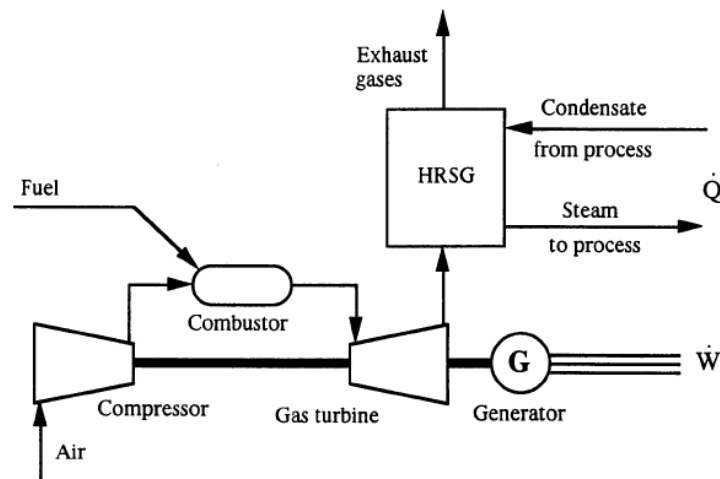 Exhaust
gases
Condensate
from process
HRSG
Q̇
Steam
to process
Fuel
Combustor
G
Ẇ
Compressor
Gas turbine
Generator
Air